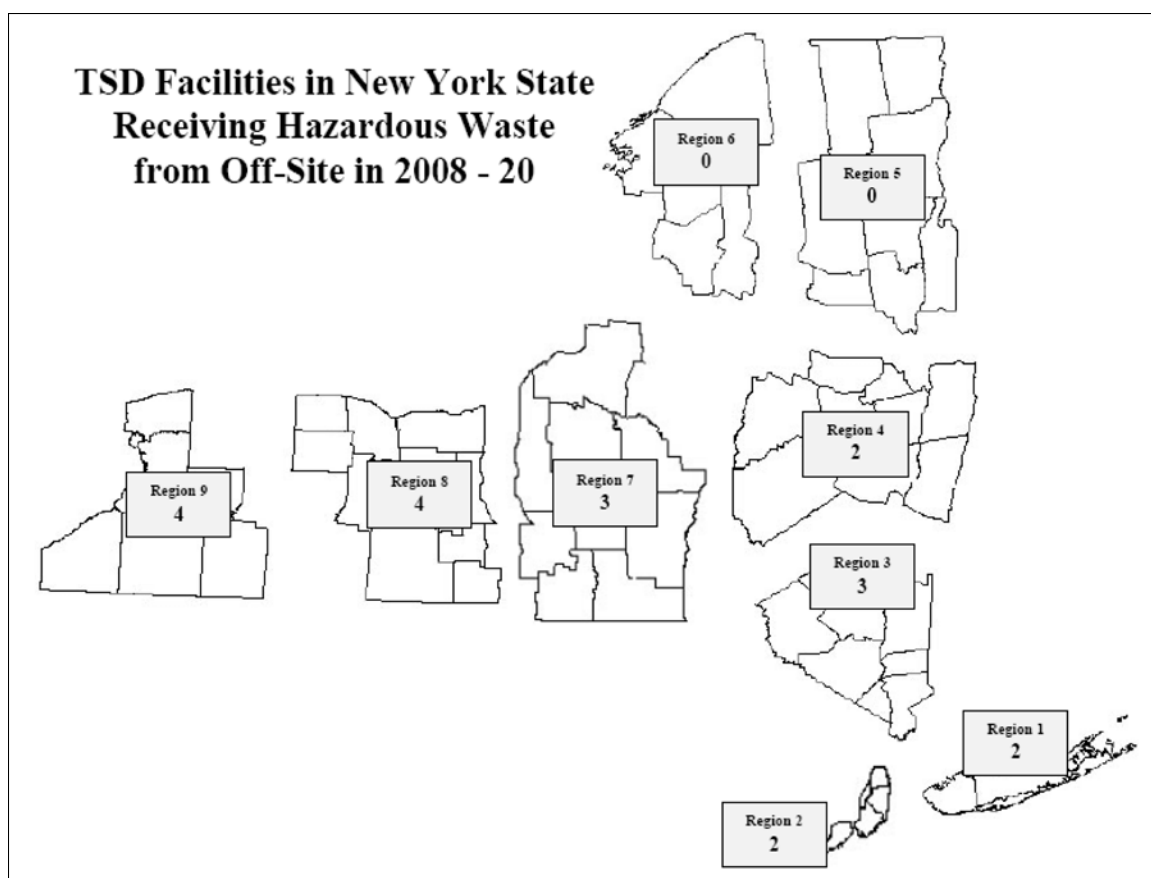 TSD Facilities in New York State
Receiving Hazardous Waste
from Off-Site in 2008 - 20
Region 6
0
Region 5
0
Region 4
2
Region 9
4
Region 8
4
Region 7
3
Region 3
3
Region 1
2
Region 2
2